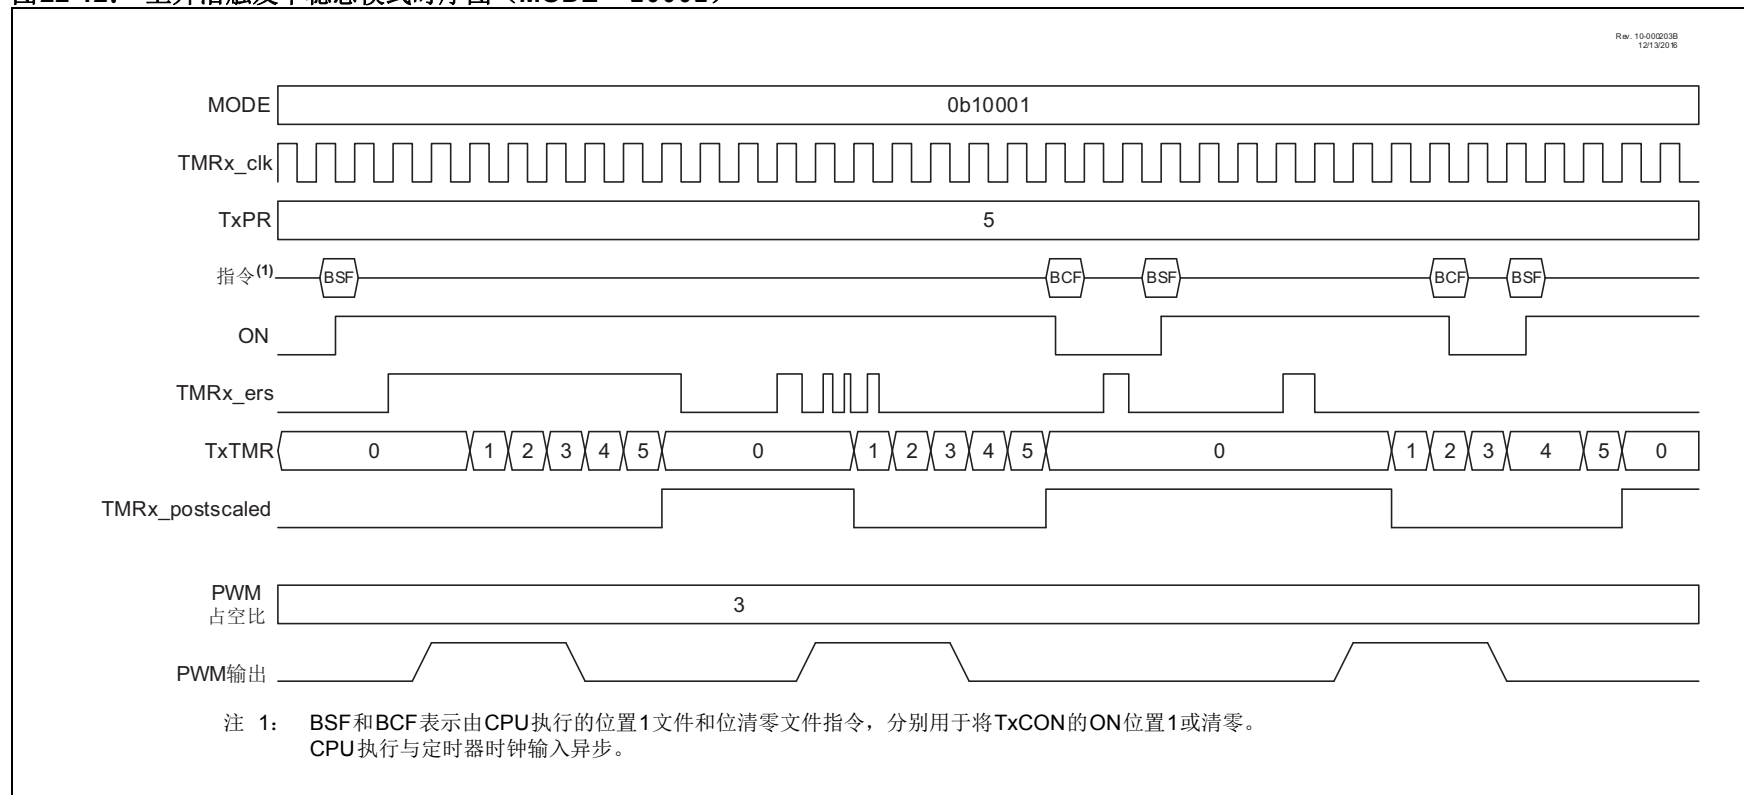 Rev. 10-000203B
12/13/2016
MODE 0b10001
TMRx_clk
TxPR 5
指令(1) BSF BCF BSF BCF BSF
ON
TMRx_ers
TxTMR 0 1 2 3 4 5 0 1 2 3 4 5 0 1 2 3 4 5 0
TMRx_postscaled
PWM
占空比 3
PWM输出
注 1: BSF和BCF表示由CPU执行的位置1文件和位清零文件指令，分别用于将TxCON的ON位置1或清零。
CPU执行与定时器时钟输入异步。